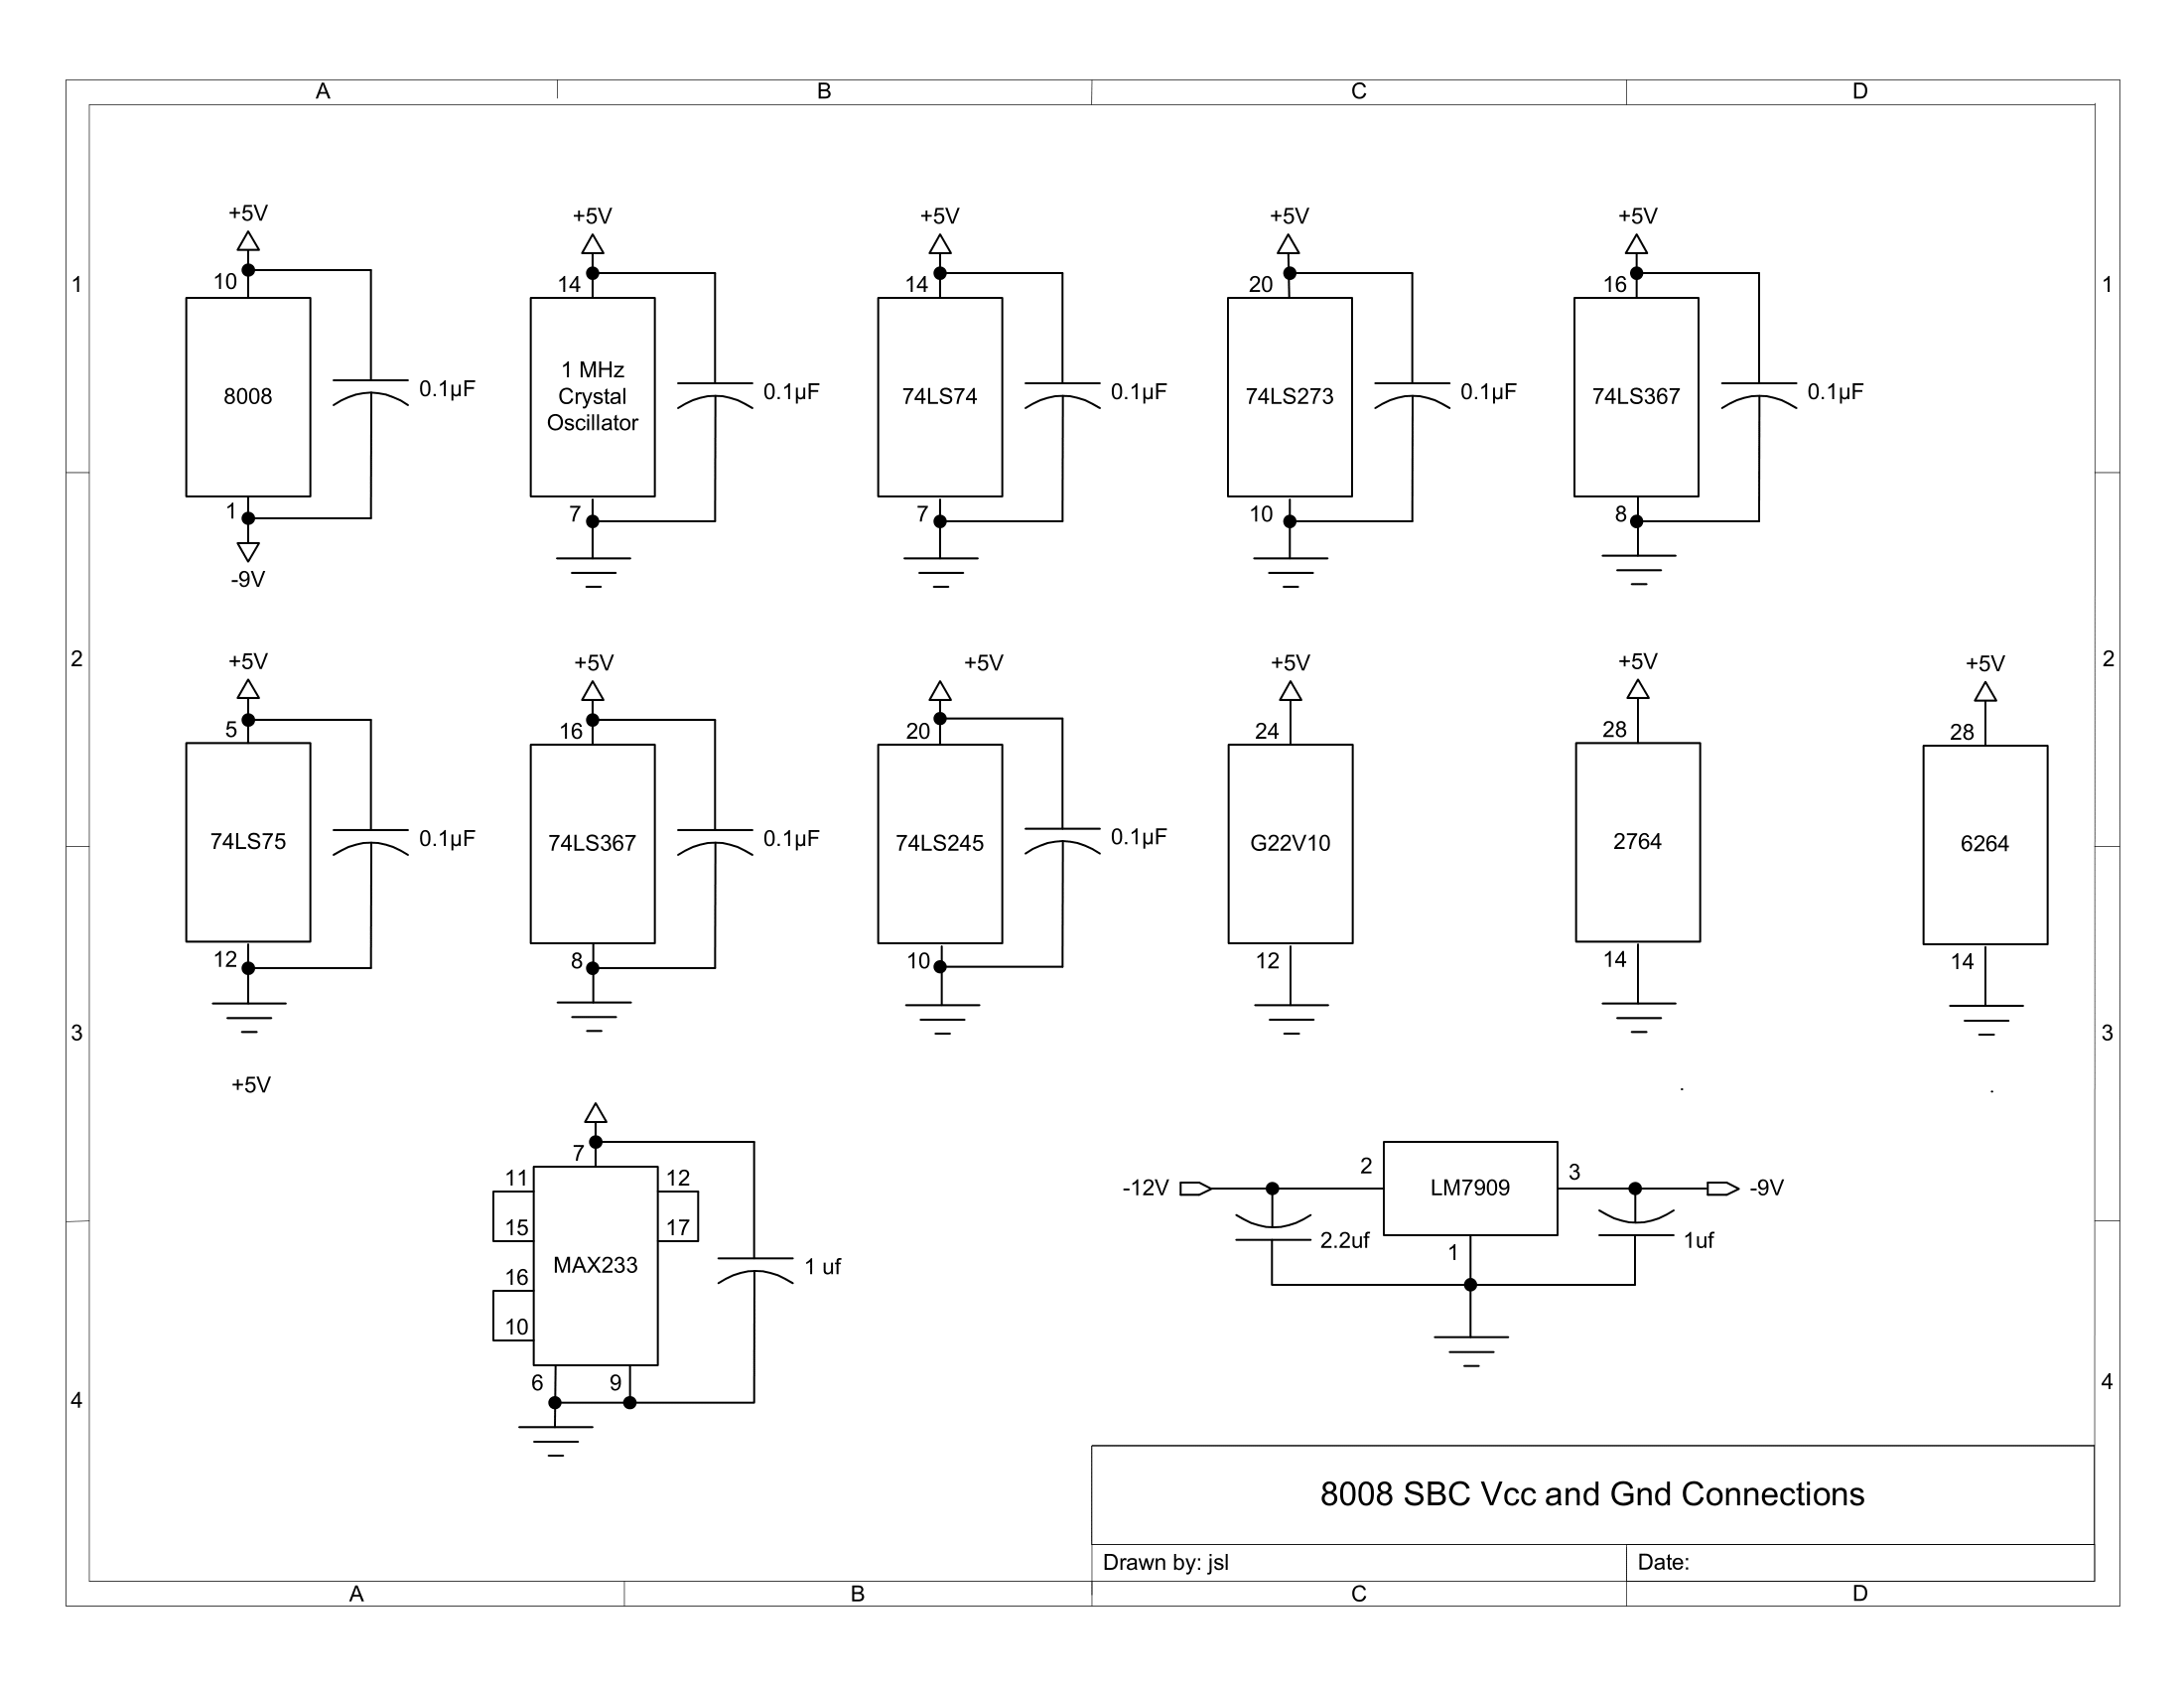 A B C D
+5V +5V +5V +5V +5V
10 14 14 20 16
1 1
8008 0.1µF
1 MHz
Crystal
Oscillator
0.1µF
74LS74 0.1µF
74LS273 0.1µF
74LS367 0.1µF
1 7 7 10 8
-9V
2 2
+5V +5V +5V +5V +5V +5V
5 16 20 24 28 28
74LS75 0.1µF
74LS367 0.1µF
74LS245 0.1µF
G22V10
2764
6264
12 8 10 12 14 14
3 3
+5V
7
11 12
15 17
MAX233 1 uf
16
10
6 9
-12V 2 LM7909 3 -9V
2.2uf 1 1uf
4 4
8008 SBC Vcc and Gnd Connections
Drawn by: jsl Date:
A B C D